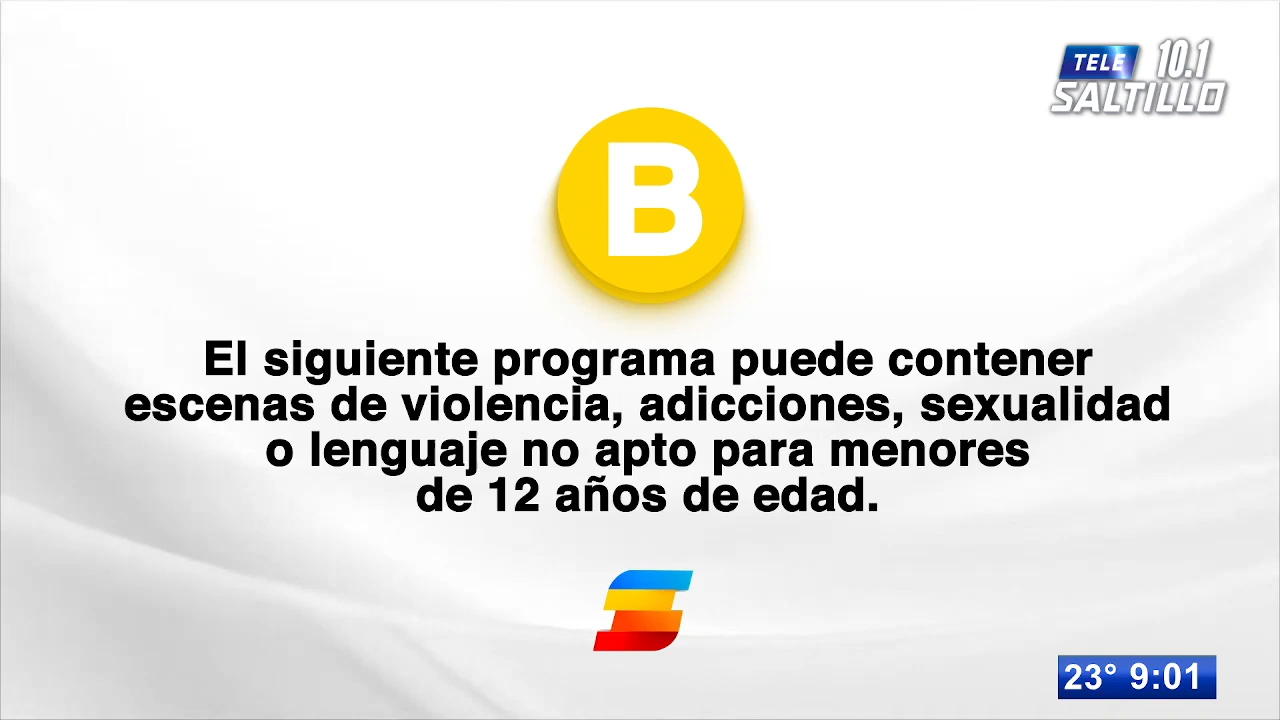 TELE 10.1
SALTILLO
B
El siguiente programa puede contener
escenas de violencia, adicciones, sexualidad
o lenguaje no apto para menores
de 12 años de edad.
S
23° 9:01